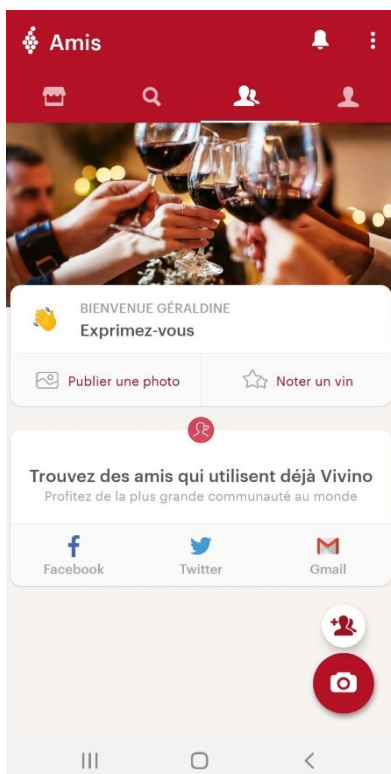 Amis
BIENVENUE GÉRALDINE
Exprimez-vous
Publier une photo
Noter un vin
Trouvez des amis qui utilisent déjà Vivino
Profitez de la plus grande communauté au monde
Facebook
Twitter
Gmail